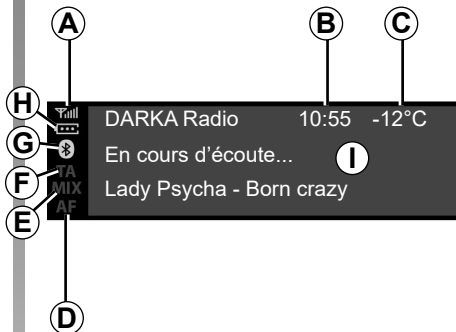 A B C
H
G
F
E
D
DARKA Radio 10:55 -12°C
En cours d'écoute... I
Lady Psycha - Born crazy
TA
MIX
AF